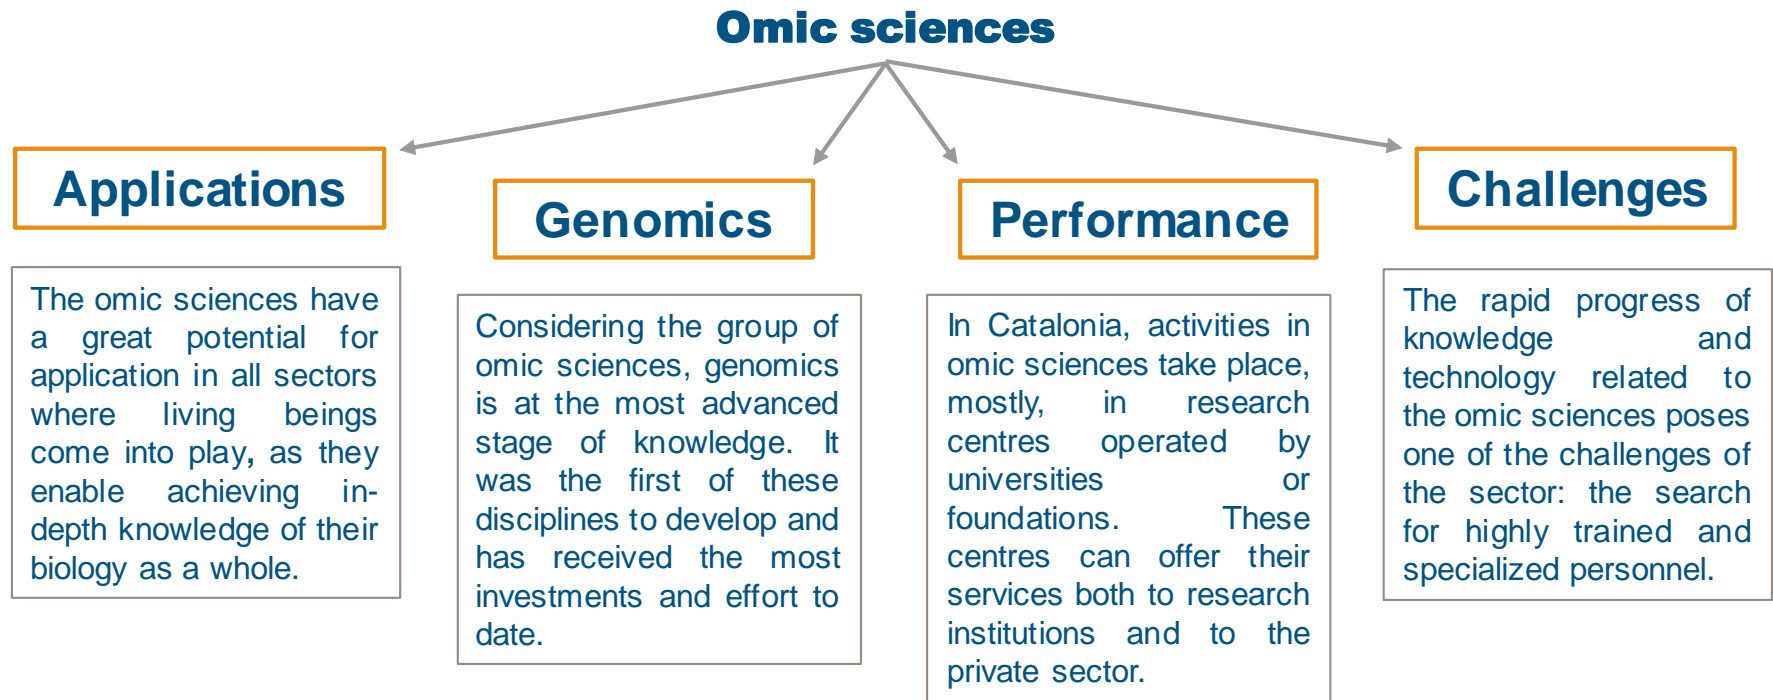 Omic sciences
Applications
The omic sciences have
a great potential for
application in all sectors
where living beings
come into play, as they
enable achieving in-
depth knowledge of their
biology as a whole.
Genomics
Considering the group of
omic sciences, genomics
is at the most advanced
stage of knowledge. It
was the first of these
disciplines to develop and
has received the most
investments and effort to
date.
Performance
In Catalonia, activities in
omic sciences take place,
mostly, in research
centres operated by
universities or
foundations. These
centres can offer their
services both to research
institutions and to the
private sector.
Challenges
The rapid progress of
knowledge and
technology related to
the omic sciences poses
one of the challenges of
the sector: the search
for highly trained and
specialized personnel.